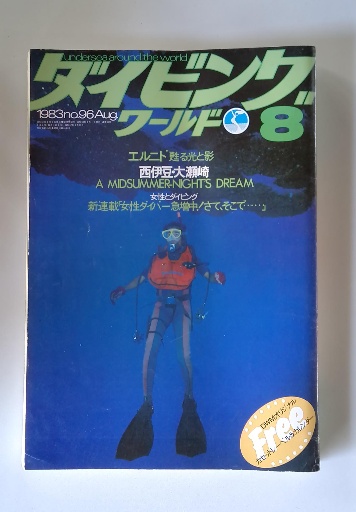 undersea around the world
ダイビング
ワールド
1983 no.96 Aug.
8
エルニド甦る光と影
西伊豆・大瀬崎
A MIDSUMMER-NIGHT'S DREAM
女性とダイビング
新連載「女性ダイバー急増中!さて、そこで……」
Free